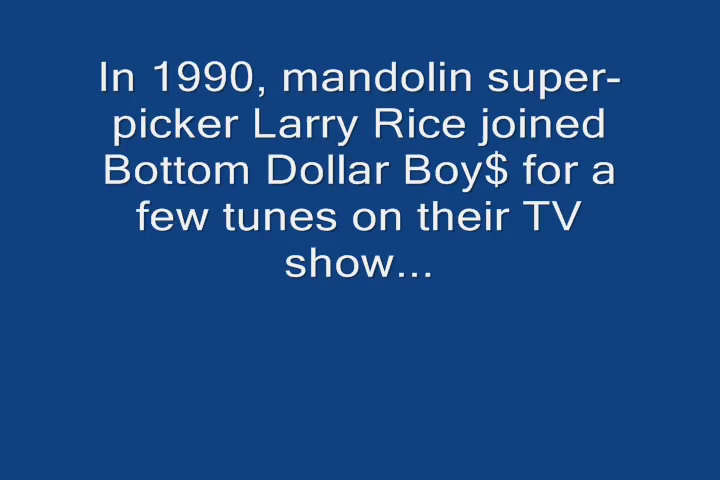 In 1990, mandolin super-
picker Larry Rice joined
Bottom Dollar Boy$ for a
few tunes on their TV
show...